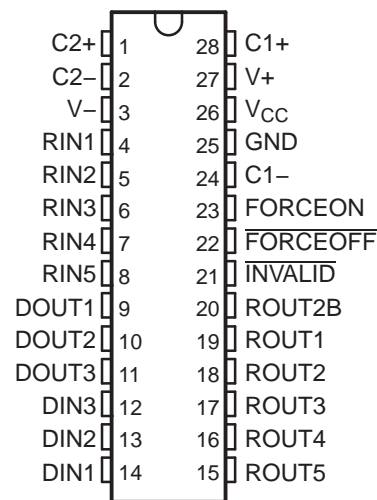 C2+ 1 28 C1+
C2− 2 27 V+
V− 3 26 VCC
RIN1 4 25 GND
RIN2 5 24 C1−
RIN3 6 23 FORCEON
RIN4 7 22 FORCEOFF
RIN5 8 21 INVALID
DOUT1 9 20 ROUT2B
DOUT2 10 19 ROUT1
DOUT3 11 18 ROUT2
DIN3 12 17 ROUT3
DIN2 13 16 ROUT4
DIN1 14 15 ROUT5